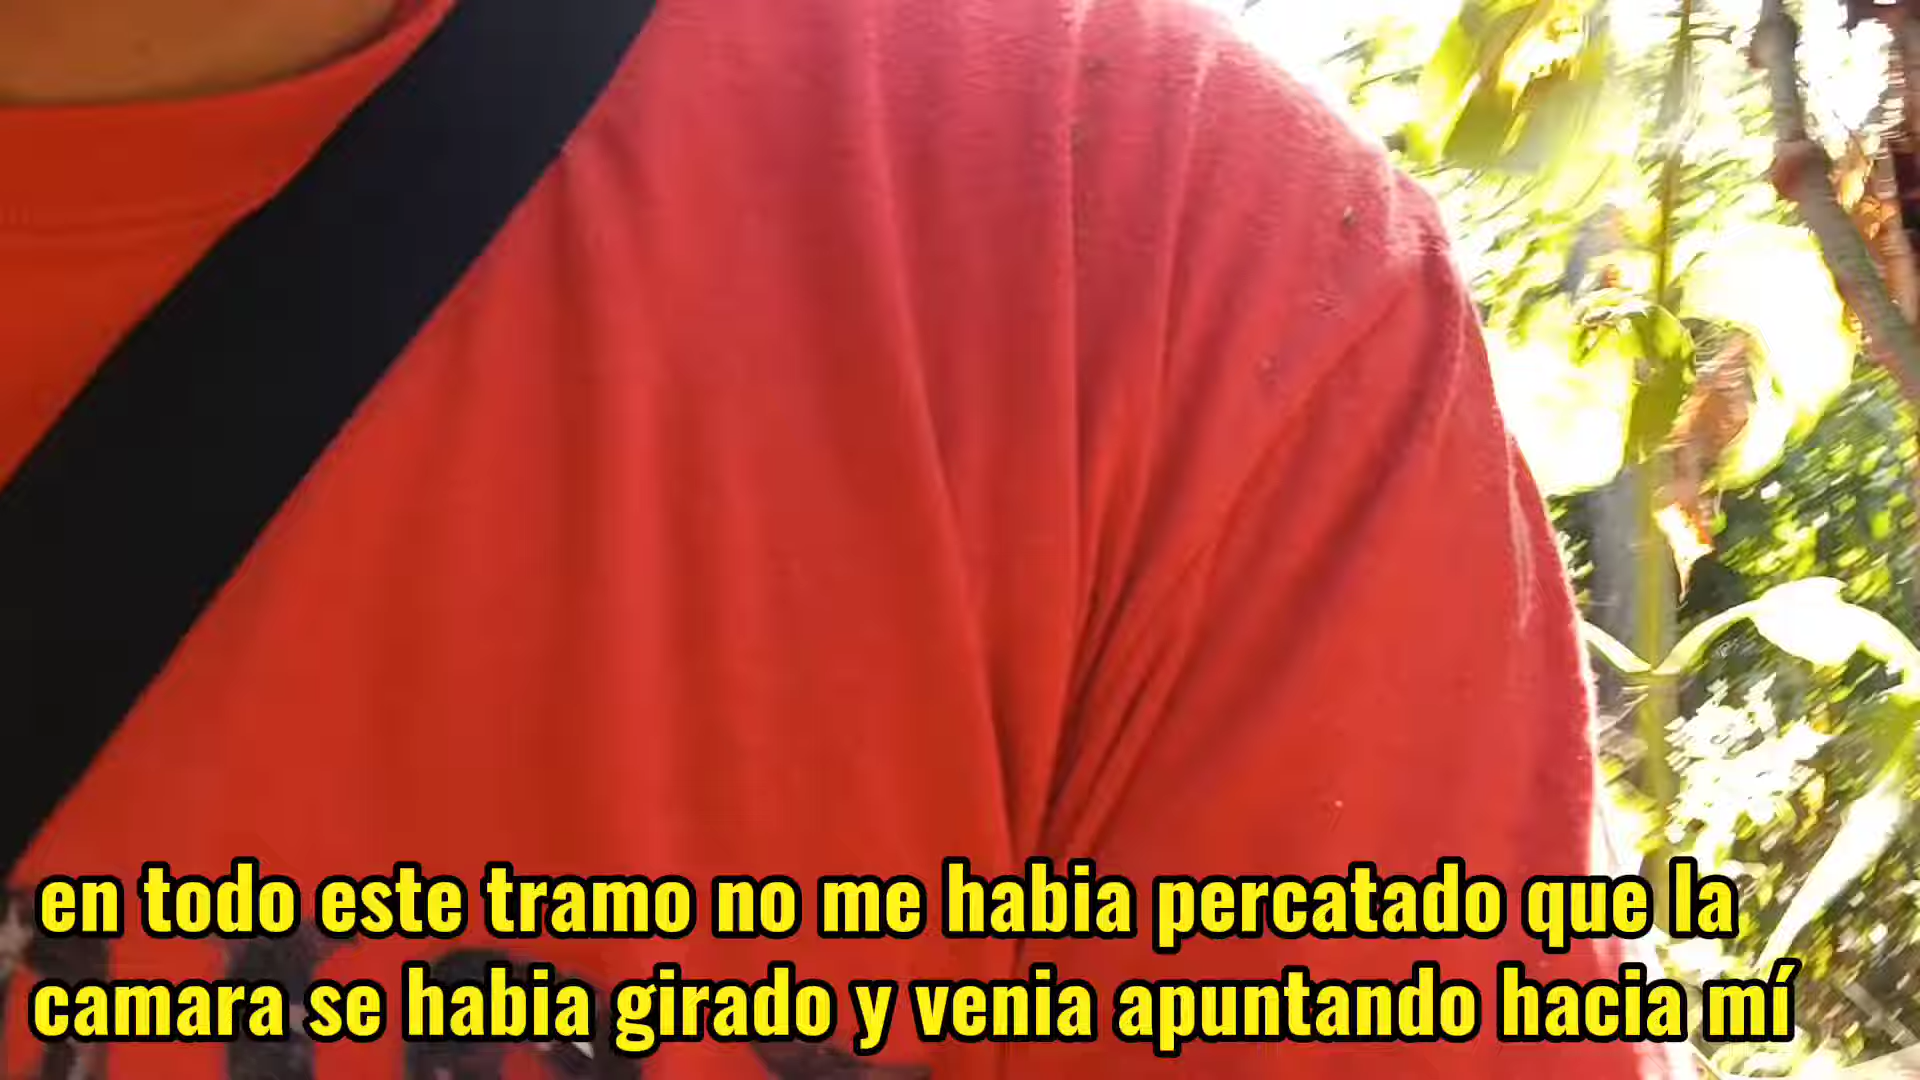 en todo este tramo no me habia percatado que la
camara se habia girado y venia apuntando hacia mí